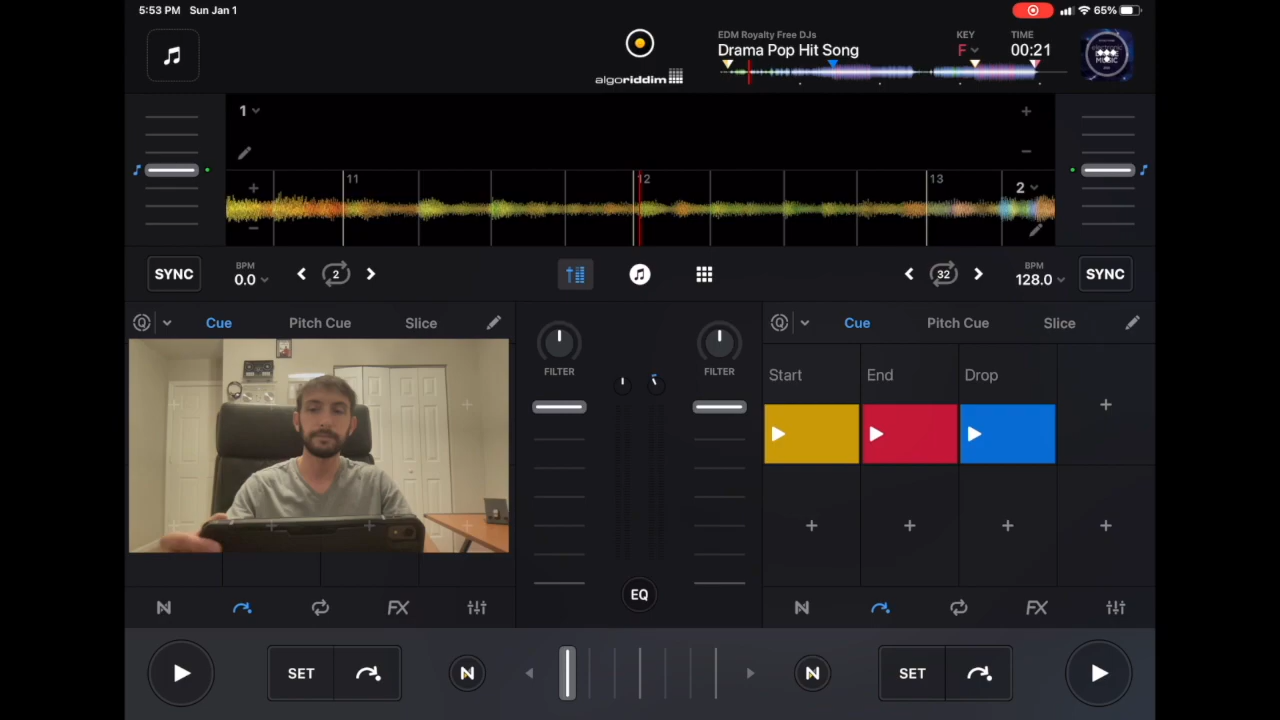 5:53 PM Sun Jan 1
65%
EDM Royalty Free DJs
Drama Pop Hit Song
KEY
F
TIME
00:21
algoriddim
1
11
12
13
2
SYNC
BPM
0.0
2
32
BPM
128.0
SYNC
Cue
Pitch Cue
Slice
FILTER
FILTER
EQ
Cue
Pitch Cue
Slice
Start
End
Drop
FX
FX
SET
N
N
SET